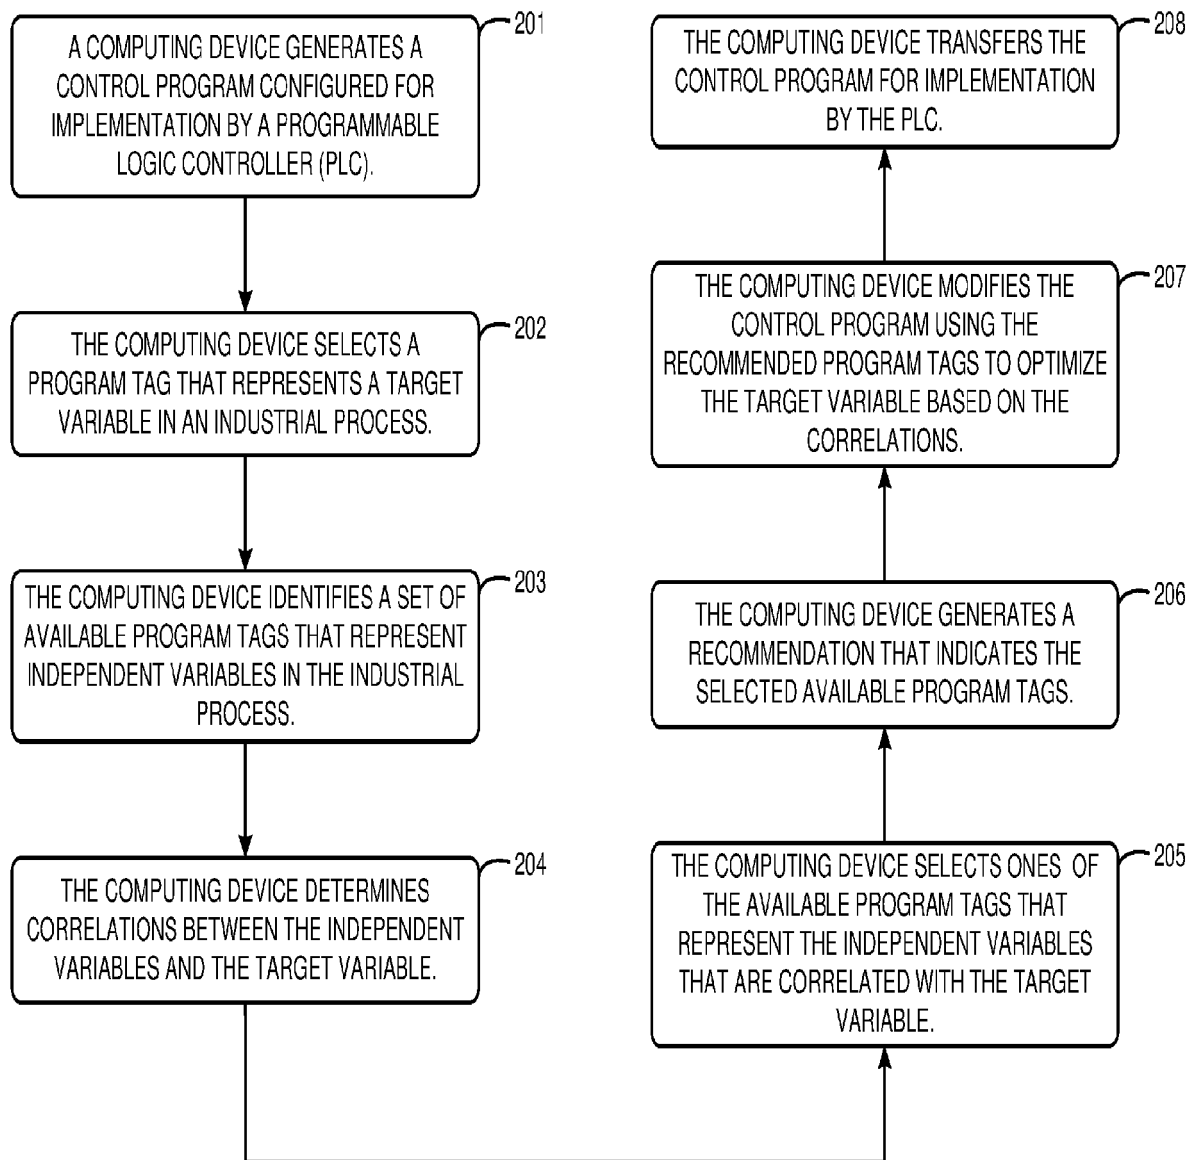 201
A COMPUTING DEVICE GENERATES A
CONTROL PROGRAM CONFIGURED FOR
IMPLEMENTATION BY A PROGRAMMABLE
LOGIC CONTROLLER (PLC).
202
THE COMPUTING DEVICE SELECTS A
PROGRAM TAG THAT REPRESENTS A TARGET
VARIABLE IN AN INDUSTRIAL PROCESS.
203
THE COMPUTING DEVICE IDENTIFIES A SET OF
AVAILABLE PROGRAM TAGS THAT REPRESENT
INDEPENDENT VARIABLES IN THE INDUSTRIAL
PROCESS.
204
THE COMPUTING DEVICE DETERMINES
CORRELATIONS BETWEEN THE INDEPENDENT
VARIABLES AND THE TARGET VARIABLE.
205
THE COMPUTING DEVICE SELECTS ONES OF
THE AVAILABLE PROGRAM TAGS THAT
REPRESENT THE INDEPENDENT VARIABLES
THAT ARE CORRELATED WITH THE TARGET
VARIABLE.
206
THE COMPUTING DEVICE GENERATES A
RECOMMENDATION THAT INDICATES THE
SELECTED AVAILABLE PROGRAM TAGS.
207
THE COMPUTING DEVICE MODIFIES THE
CONTROL PROGRAM USING THE
RECOMMENDED PROGRAM TAGS TO OPTIMIZE
THE TARGET VARIABLE BASED ON THE
CORRELATIONS.
208
THE COMPUTING DEVICE TRANSFERS THE
CONTROL PROGRAM FOR IMPLEMENTATION
BY THE PLC.